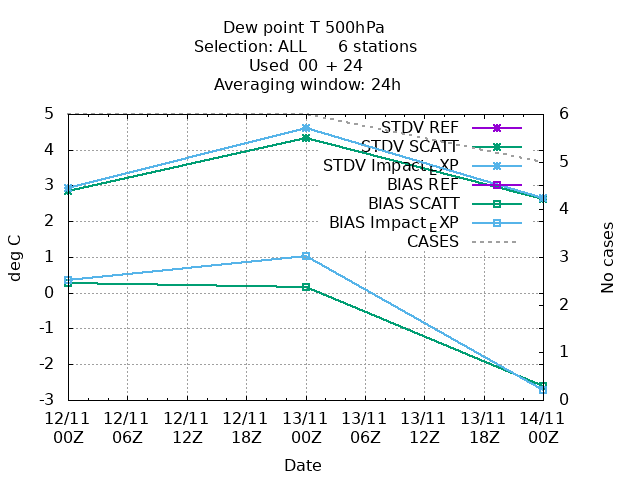 Dew point T 500hPa
Selection: ALL 6 stations
Used 00 + 24
Averaging window: 24h
5
4
3
2
1
0
-1
-2
-3
deg C
STDV REF
STDV SCATT
STDV Impact_EXP
BIAS REF
BIAS SCATT
BIAS Impact_EXP
CASES
6
5
4
3
2
1
0
No cases
12/11 12/11 12/11 12/11 13/11 13/11 13/11 13/11 14/11
00Z 06Z 12Z 18Z 00Z 06Z 12Z 18Z 00Z
Date